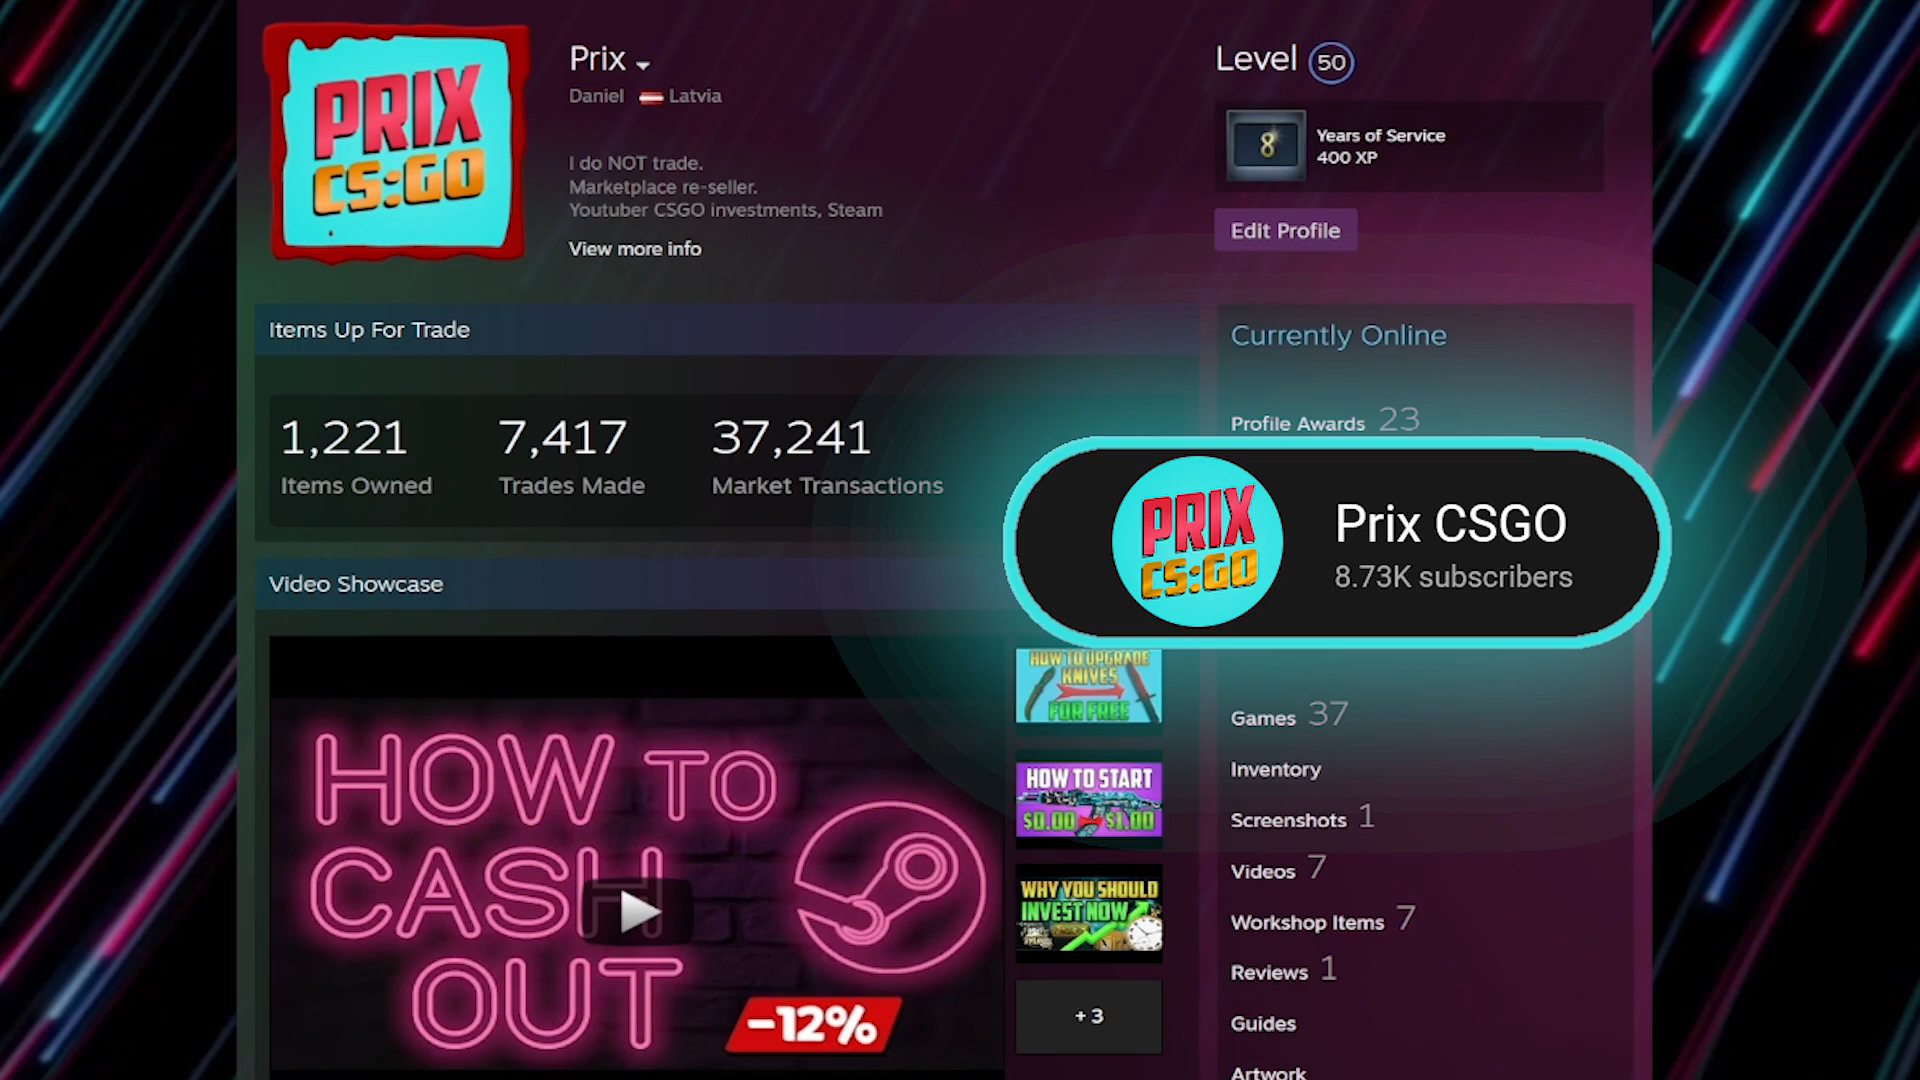 PRIX
CS:GO
Prix
Daniel Latvia
I do NOT trade.
Marketplace re-seller.
Youtuber CSGO investments, Steam
View more info
Level 50
8
Years of Service
400 XP
Edit Profile
Items Up For Trade
1,221 7,417 37,241
Items Owned Trades Made Market Transactions
Currently Online
Profile Awards 23
PRIX
CS:GO
Prix CSGO
8.73K subscribers
Video Showcase
HOW TO
CASH
OUT
-12%
HOW TO UPGRADE
KNIVES
FOR FREE
HOW TO START
$0.00 $1.00
WHY YOU SHOULD
INVEST NOW
+3
Games 37
Inventory
Screenshots 1
Videos 7
Workshop Items 7
Reviews 1
Guides
Artwork